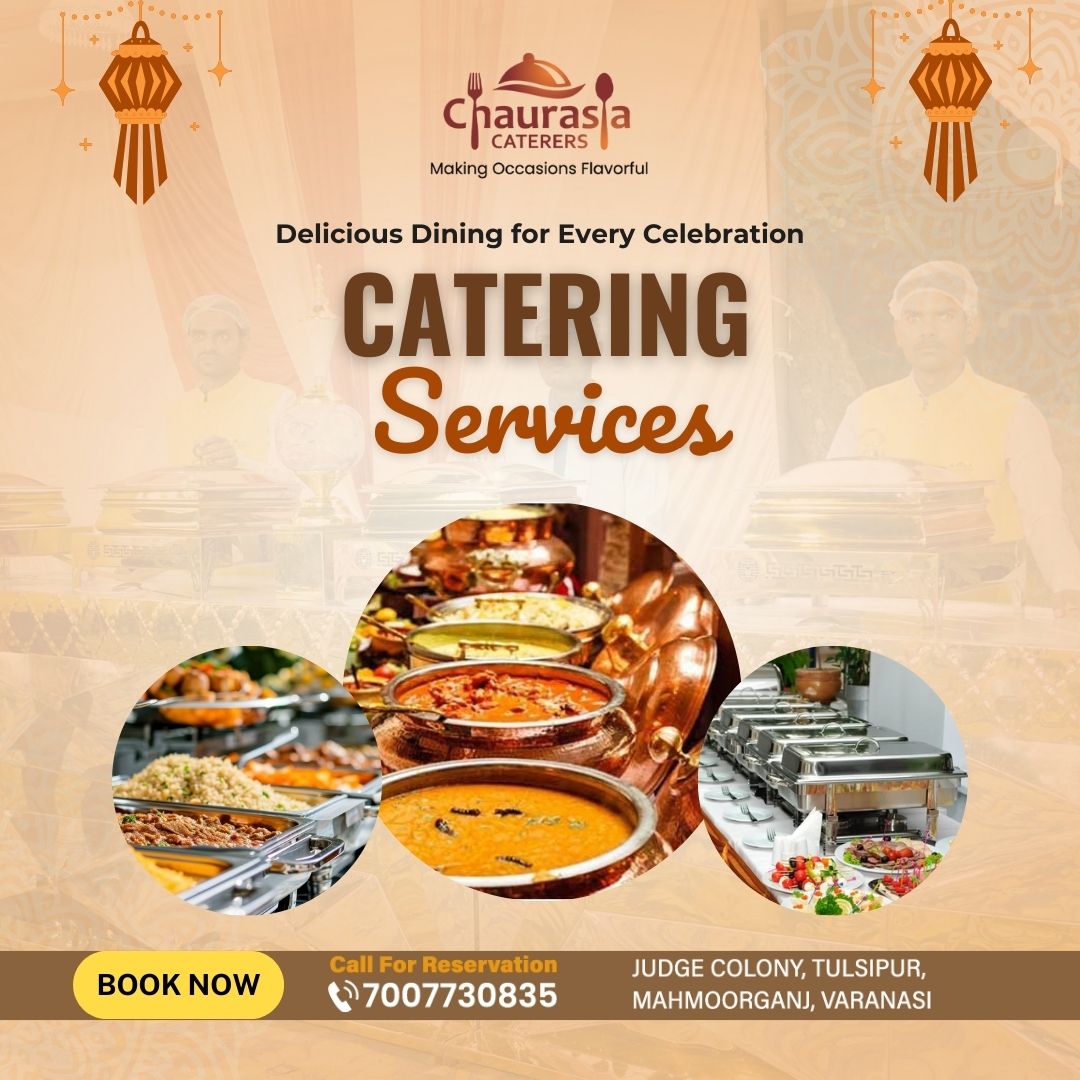 Chaurasia
CATERERS
Making Occasions Flavorful
Delicious Dining for Every Celebration
CATERING
Services
BOOK NOW
Call For Reservation
7007730835
JUDGE COLONY, TULSIPUR,
MAHMOORGANJ, VARANASI